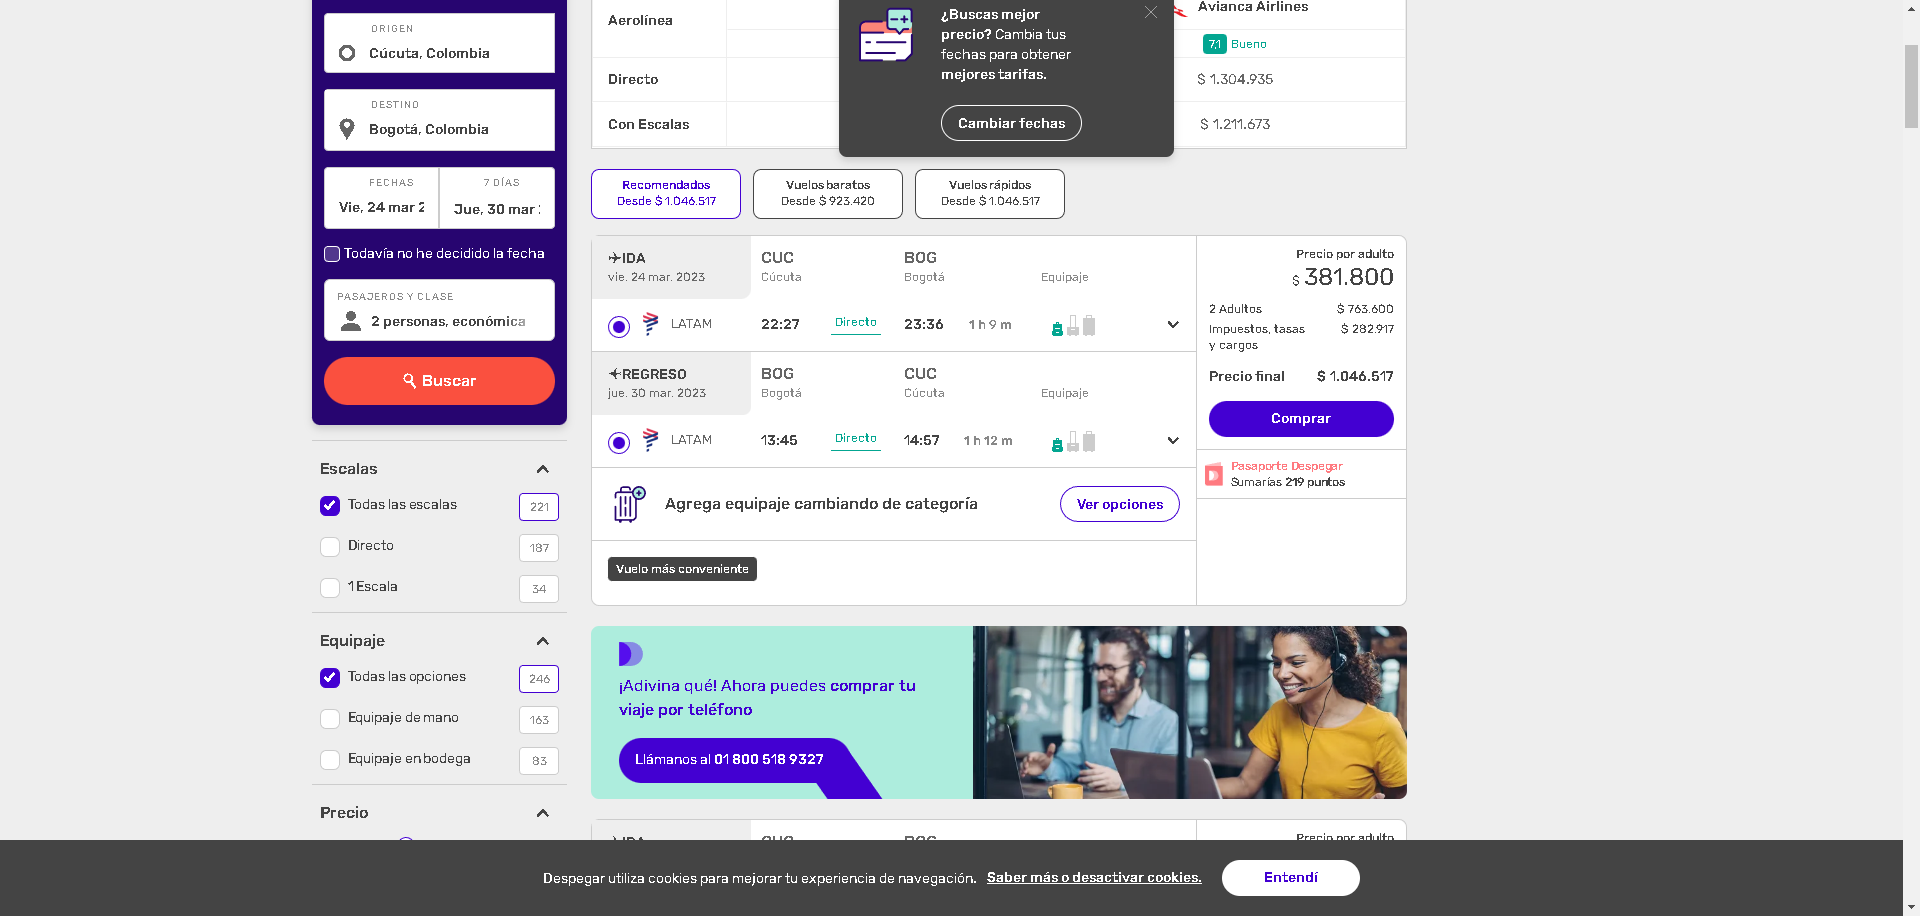 ORIGEN
Cúcuta, Colombia
DESTINO
Bogotá, Colombia
FECHAS
7 DÍAS
Vie, 24 mar 2
Jue, 30 mar
Todavía no he decidido la fecha
PASAJEROS Y CLASE
2 personas, económica
Buscar
Escalas
Todas las escalas 221
Directo 187
1 Escala 34
Equipaje
Todas las opciones 246
Equipaje de mano 163
Equipaje en bodega 83
Precio
Aerolínea
Avianca Airlines
7,1 Bueno
Directo
$ 1.304.935
Con Escalas
$ 1.211.673
¿Buscas mejor
precio? Cambia tus
fechas para obtener
mejores tarifas.
Cambiar fechas
Recomendados
Desde $ 1.046.517
Vuelos baratos
Desde $ 923.420
Vuelos rápidos
Desde $ 1.046.517
IDA CUC BOG
vie. 24 mar. 2023 Cúcuta Bogotá Equipaje
LATAM 22:27 Directo 23:36 1 h 9 m
REGRESO BOG CUC
jue. 30 mar. 2023 Bogotá Cúcuta Equipaje
LATAM 13:45 Directo 14:57 1 h 12 m
Agrega equipaje cambiando de categoría
Ver opciones
Vuelo más conveniente
Precio por adulto
$ 381.800
2 Adultos $ 763.600
Impuestos, tasas $ 282.917
y cargos
Precio final $ 1.046.517
Comprar
Pasaporte Despegar
Sumarías 219 puntos
¡Adivina qué! Ahora puedes comprar tu
viaje por teléfono
Llámanos al 01 800 518 9327
IDA CUC BOG
Precio por adulto
Despegar utiliza cookies para mejorar tu experiencia de navegación. Saber más o desactivar cookies.
Entendí